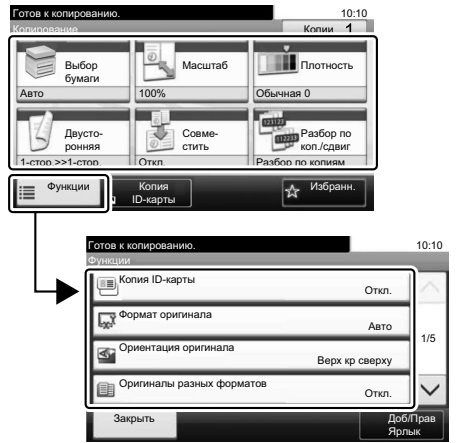 Готов к копированию. 10:10
Копирование Копии 1
Выбор бумаги
Авто
Масштаб
100%
Плотность
Обычная 0
Двусто-
ронняя
1-стор.>>1-стор.
Совме-
стить
Откл.
Разбор по
коп./сдвиг
Разбор по копиям
Функции
Копия
ID-карты
Избранн.
Готов к копированию. 10:10
Функции
Копия ID-карты
Откл.
Формат оригинала
Авто
1/5
Ориентация оригинала
Верх кр сверху
Оригиналы разных форматов
Откл.
Закрыть
Доб/Прав
Ярлык